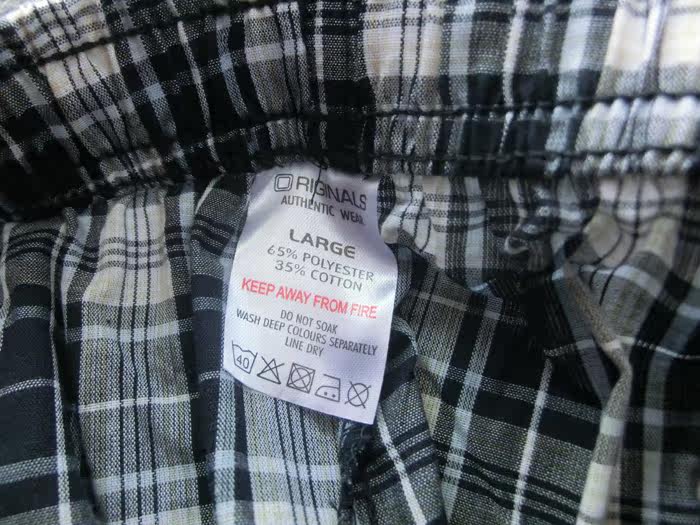 ORIGINALS
AUTHENTIC WEAR
LARGE
65% POLYESTER
35% COTTON
KEEP AWAY FROM FIRE
DO NOT SOAK
WASH DEEP COLOURS SEPARATELY
LINE DRY
40